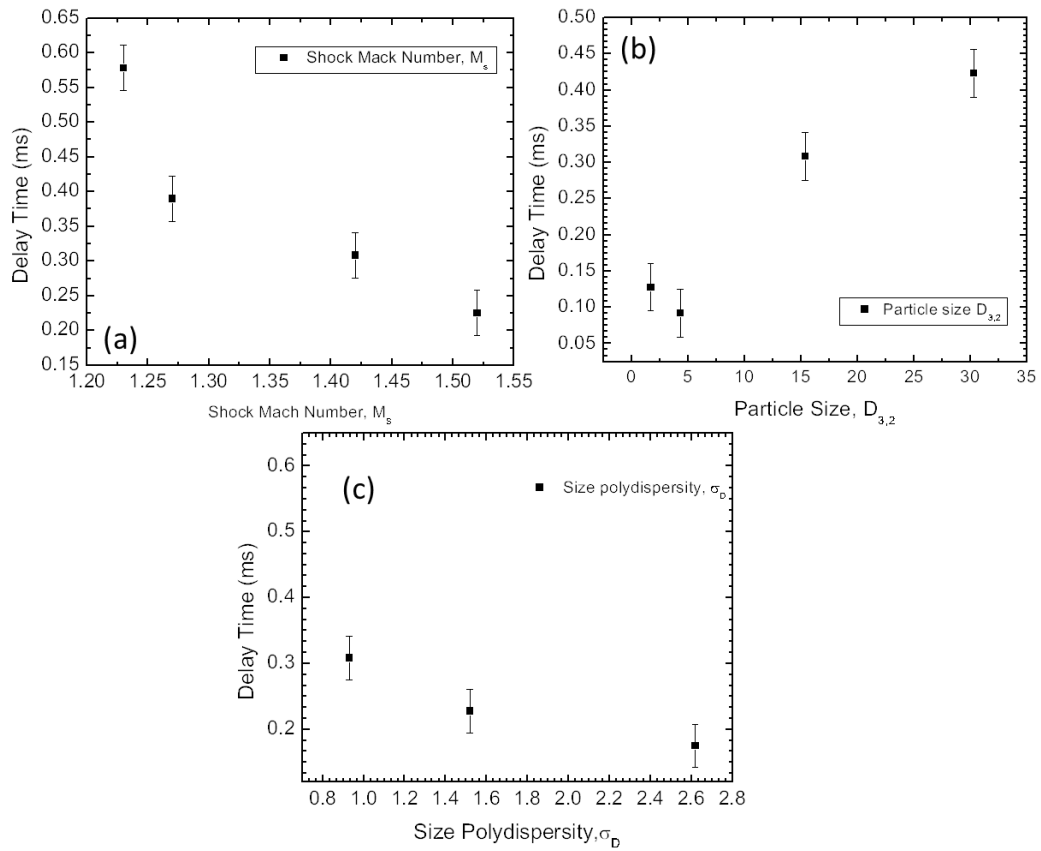 0.65
0.60
0.55
0.50
0.45
0.40
0.35
0.30
0.25
0.20
0.15
Delay Time (ms)
Shock Mack Number, Mₛ
(a)
1.20 1.25 1.30 1.35 1.40 1.45 1.50 1.55
Shock Mach Number, Mₛ
0.50
0.45
0.40
0.35
0.30
0.25
0.20
0.15
0.10
0.05
Delay Time (ms)
(b)
Particle size D3,2
0 5 10 15 20 25 30 35
Particle Size, D3,2
0.6
0.5
0.4
0.3
0.2
Delay Time (ms)
(c)
Size polydispersity, σD
0.8 1.0 1.2 1.4 1.6 1.8 2.0 2.2 2.4 2.6 2.8
Size Polydispersity,σD